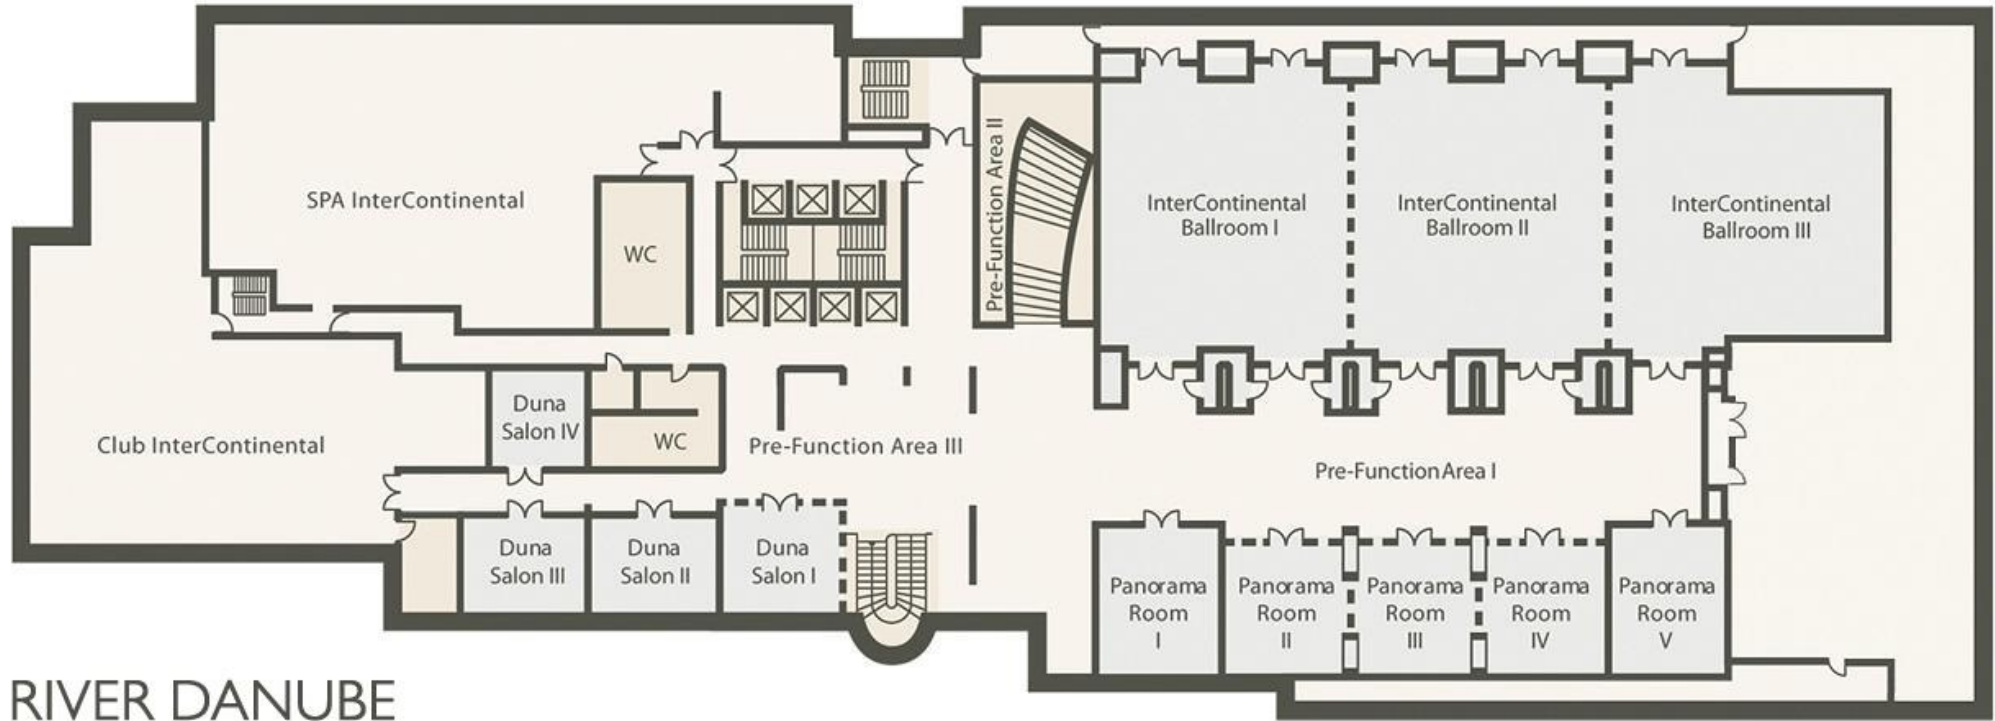 SPA InterContinental
WC
Pre-Function Area II
InterContinental
Ballroom I
InterContinental
Ballroom II
InterContinental
Ballroom III
Club InterContinental
Duna
Salon IV
WC
Pre-Function Area III
Pre-Function Area I
Duna
Salon III
Duna
Salon II
Duna
Salon I
Panorama
Room
I
Panorama
Room
II
Panorama
Room
III
Panorama
Room
IV
Panorama
Room
V
RIVER DANUBE